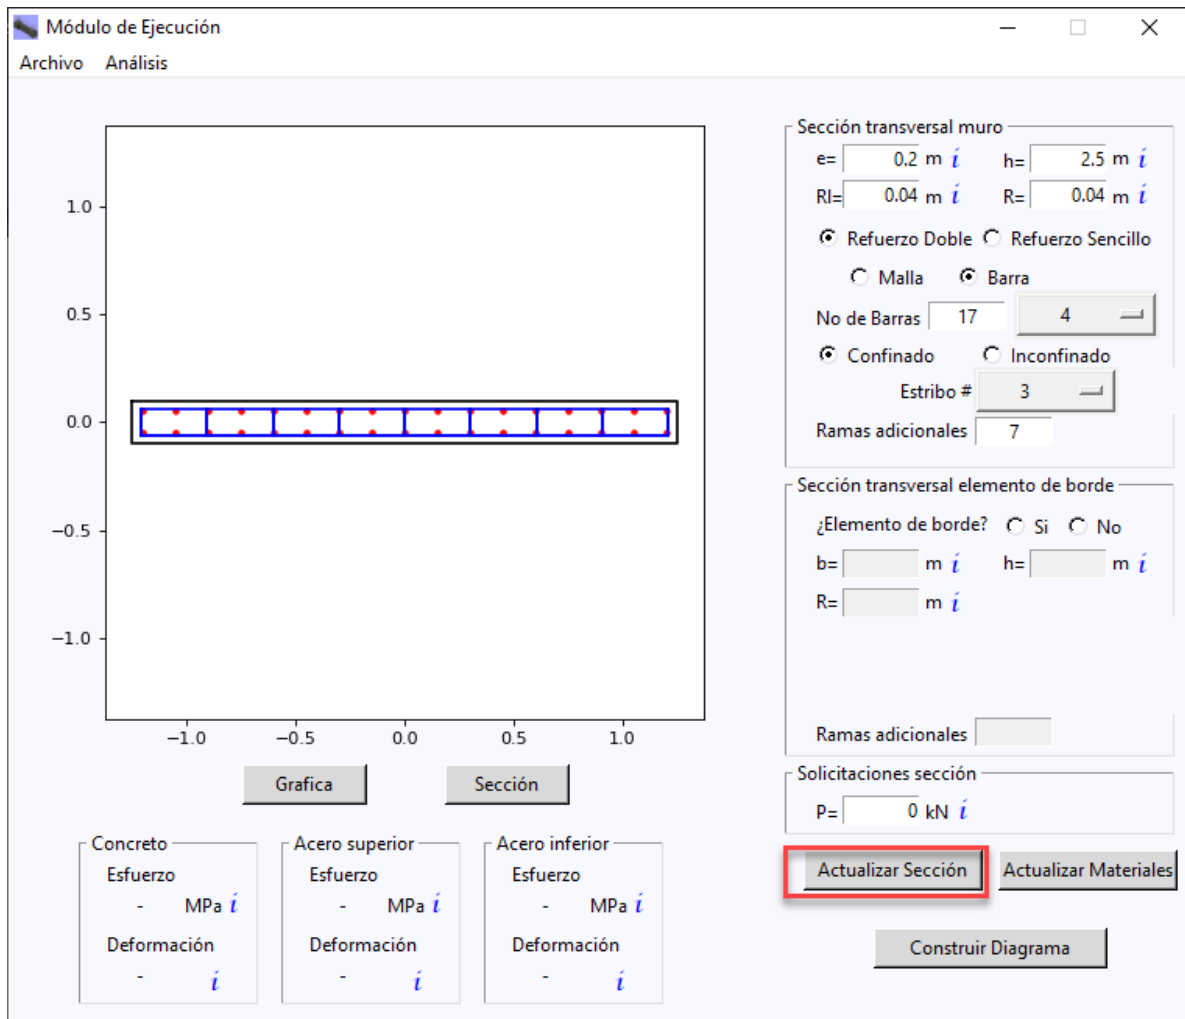 Módulo de Ejecución
Archivo Análisis
1.0
0.5
0.0
−0.5
−1.0
−1.0 −0.5 0.0 0.5 1.0
Grafica Sección
Concreto
Esfuerzo
- MPa i
Deformación
- i
Acero superior
Esfuerzo
- MPa i
Deformación
- i
Acero inferior
Esfuerzo
- MPa i
Deformación
- i
Sección transversal muro
e= 0.2 m i h= 2.5 m i
Rl= 0.04 m i R= 0.04 m i
Refuerzo Doble Refuerzo Sencillo
Malla Barra
No de Barras 17 4
Confinado Inconfinado
Estribo # 3
Ramas adicionales 7
Sección transversal elemento de borde
¿Elemento de borde? Si No
b= m i h= m i
R= m i
Ramas adicionales
Solicitaciones sección
P= 0 kN i
Actualizar Sección Actualizar Materiales
Construir Diagrama